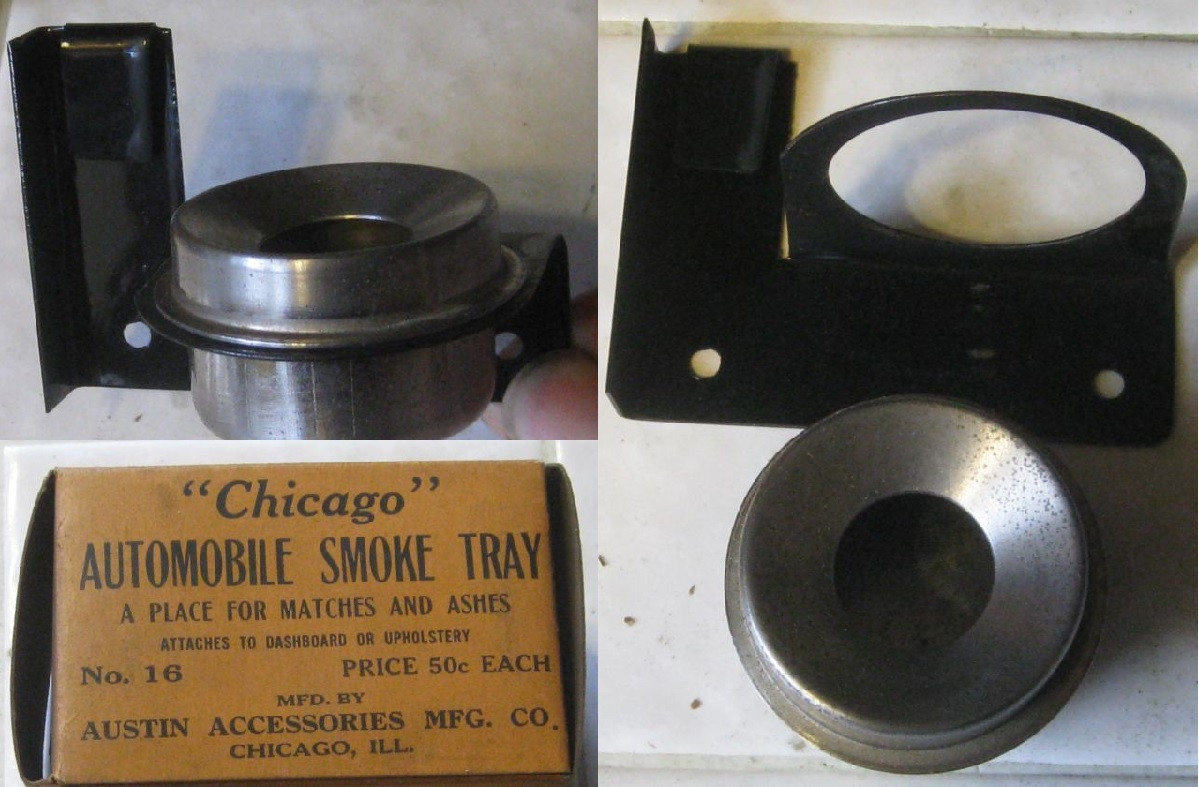 “Chicago”
AUTOMOBILE SMOKE TRAY
A PLACE FOR MATCHES AND ASHES
ATTACHES TO DASHBOARD OR UPHOLSTERY
No. 16 PRICE 50c EACH
MFD. BY
AUSTIN ACCESSORIES MFG. CO.
CHICAGO, ILL.